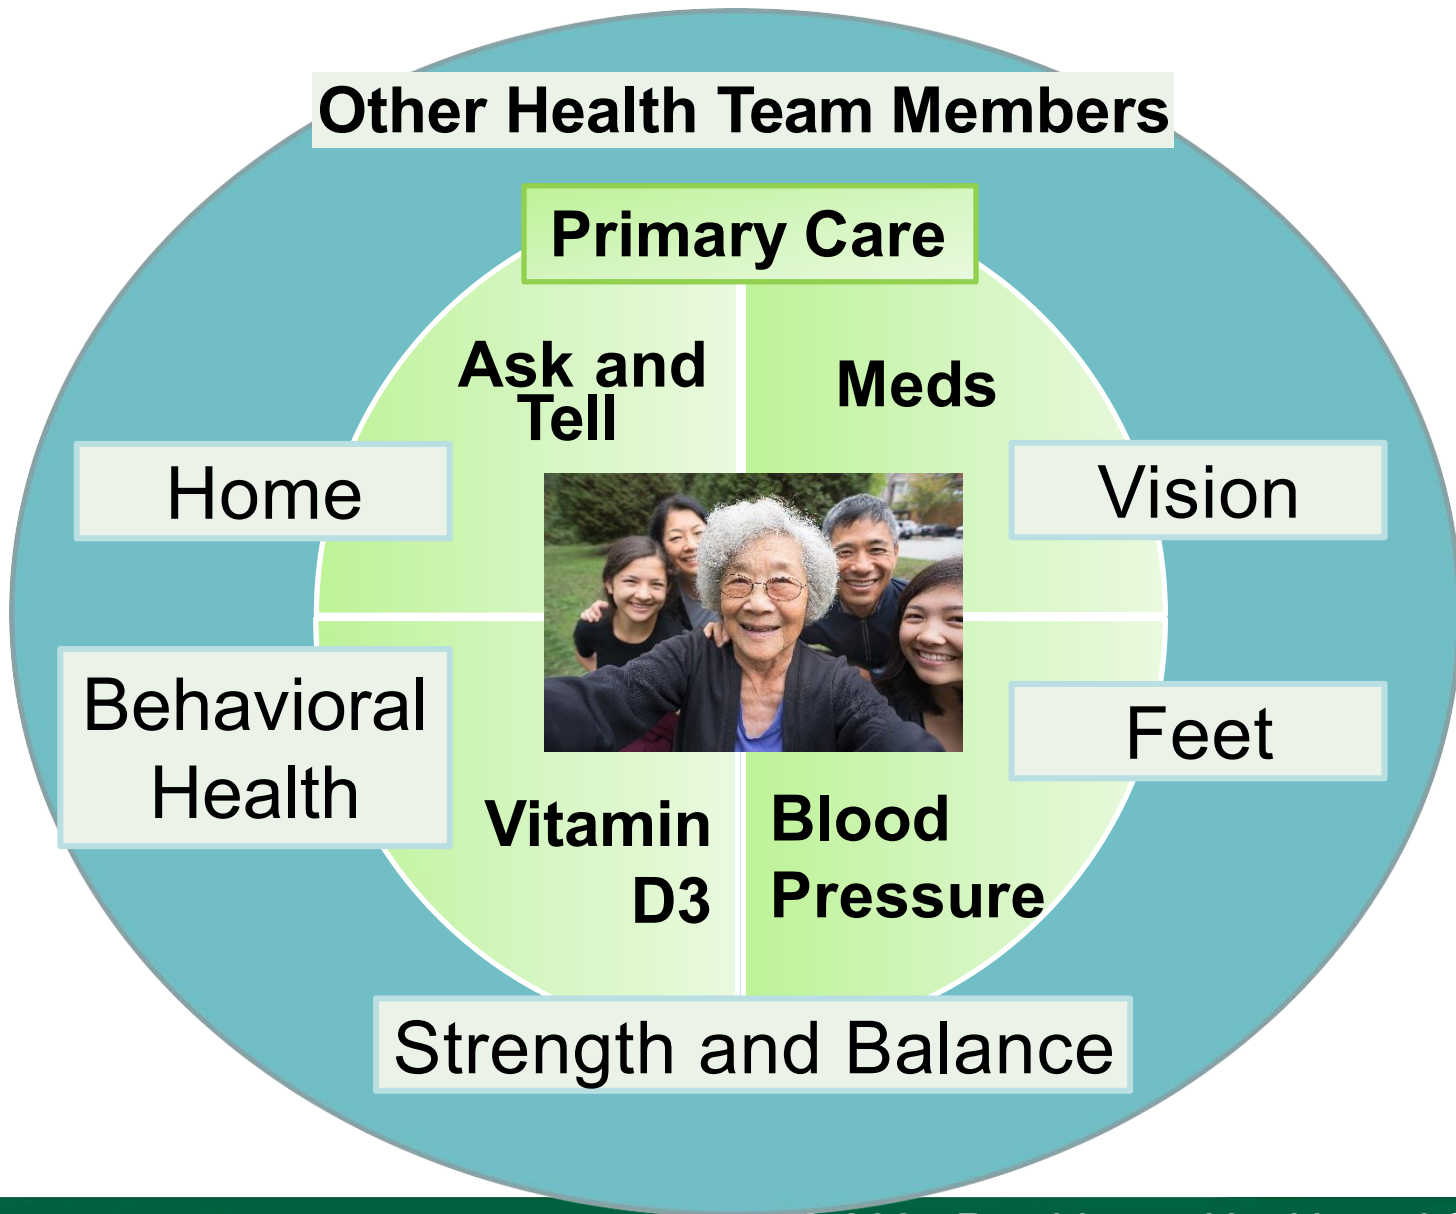 Other Health Team Members
Primary Care
Ask and
Tell
Meds
Home
Vision
Behavioral
Health
Feet
Vitamin
D3
Blood
Pressure
Strength and Balance